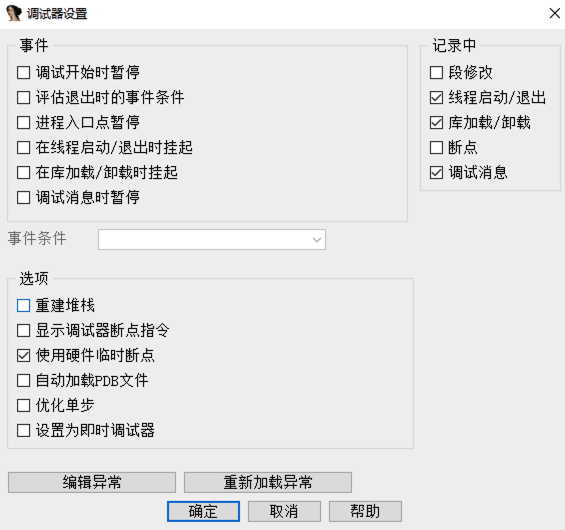 调试器设置
事件
调试开始时暂停
评估退出时的事件条件
进程入口点暂停
在线程启动/退出时挂起
在库加载/卸载时挂起
调试消息时暂停
记录中
段修改
线程启动/退出
库加载/卸载
断点
调试消息
事件条件
选项
重建堆栈
显示调试器断点指令
使用硬件临时断点
自动加载PDB文件
优化单步
设置为即时调试器
编辑异常
重新加载异常
确定
取消
帮助